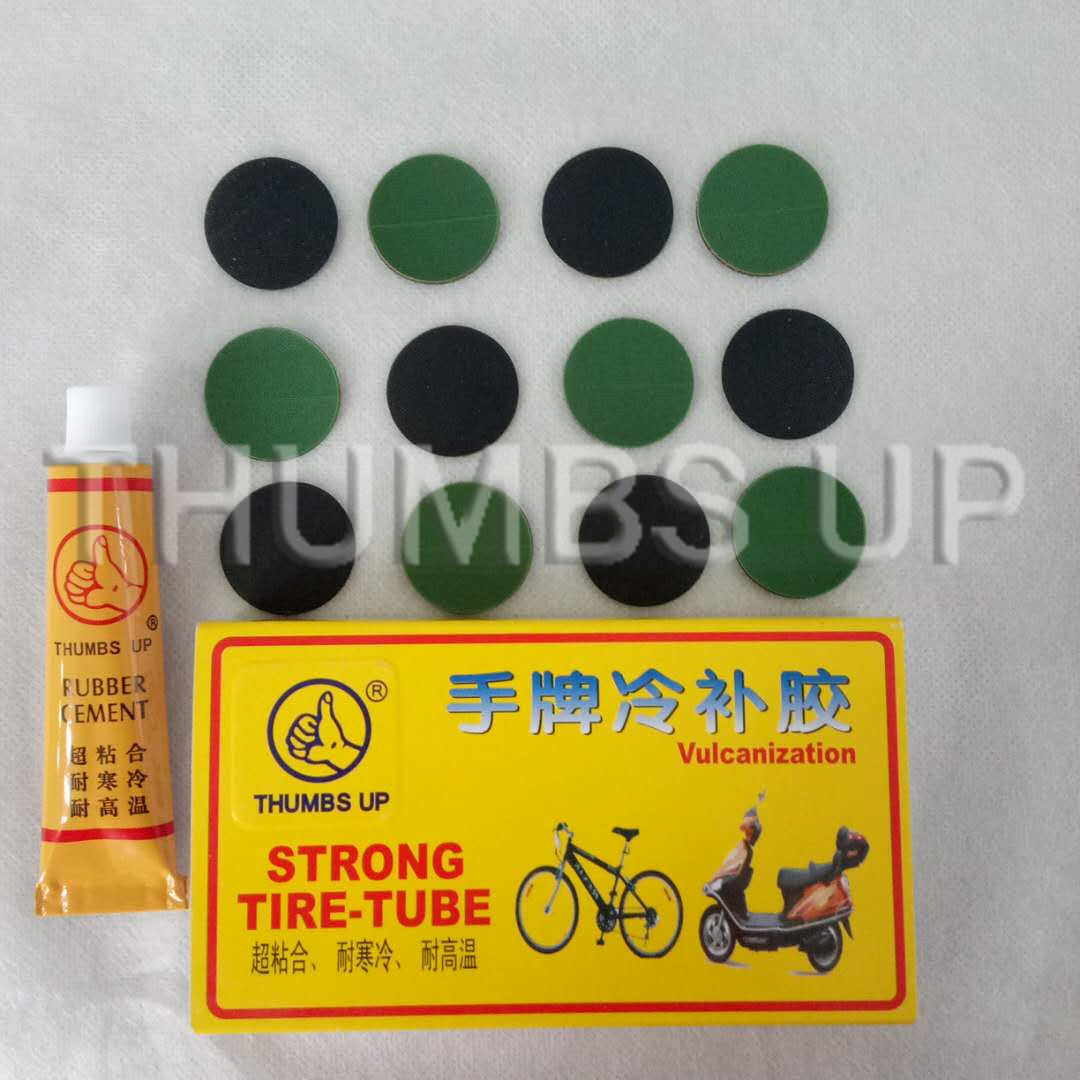 THUMBS UP
THUMBS UP ®
RUBBER
CEMENT
超粘合
耐寒冷
耐高温
®
THUMBS UP
手牌冷补胶
Vulcanization
STRONG
TIRE-TUBE
超粘合、耐寒冷、耐高温